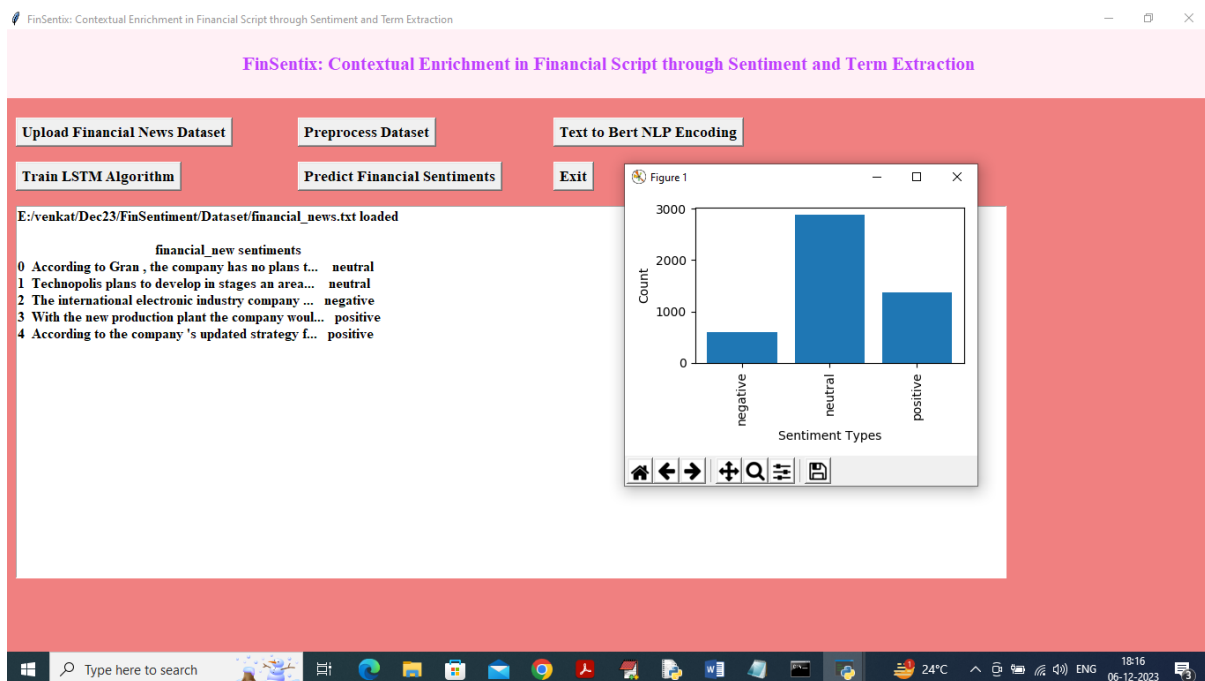 FinSentix: Contextual Enrichment in Financial Script through Sentiment and Term Extraction
FinSentix: Contextual Enrichment in Financial Script through Sentiment and Term Extraction
Upload Financial News Dataset
Preprocess Dataset
Text to Bert NLP Encoding
Train LSTM Algorithm
Predict Financial Sentiments
Exit
E:/venkat/Dec23/FinSentiment/Dataset/financial_news.txt loaded
financial_new sentiments
0 According to Gran , the company has no plans t... neutral
1 Technopolis plans to develop in stages an area... neutral
2 The international electronic industry company ... negative
3 With the new production plant the company woul... positive
4 According to the company 's updated strategy f... positive
Figure 1
3000
2000
1000
0
Count
negative
neutral
positive
Sentiment Types
Type here to search
24°C
ENG
18:16
06-12-2023
3